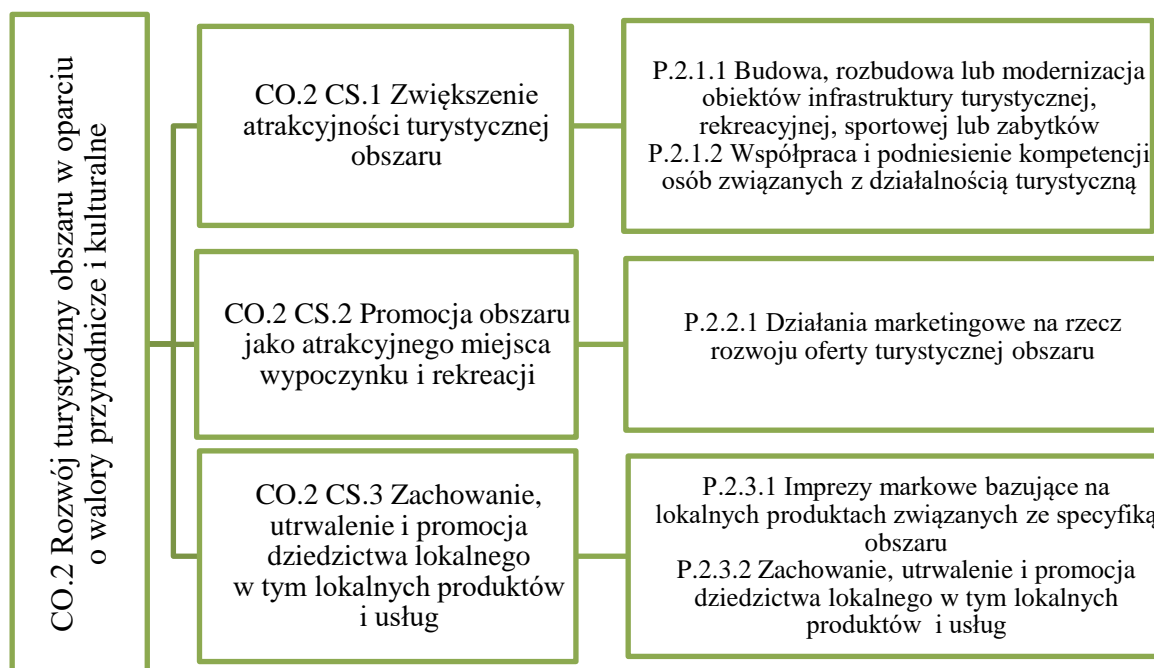 CO.2 Rozwój turystyczny obszaru w oparciu
o walory przyrodnicze i kulturalne
CO.2 CS.1 Zwiększenie
atrakcyjności turystycznej
obszaru
P.2.1.1 Budowa, rozbudowa lub modernizacja
obiektów infrastruktury turystycznej,
rekreacyjnej, sportowej lub zabytków
P.2.1.2 Współpraca i podniesienie kompetencji
osób związanych z działalnością turystyczną
CO.2 CS.2 Promocja obszaru
jako atrakcyjnego miejsca
wypoczynku i rekreacji
P.2.2.1 Działania marketingowe na rzecz
rozwoju oferty turystycznej obszaru
CO.2 CS.3 Zachowanie,
utrwalenie i promocja
dziedzictwa lokalnego
w tym lokalnych produktów
i usług
P.2.3.1 Imprezy markowe bazujące na
lokalnych produktach związanych ze specyfiką
obszaru
P.2.3.2 Zachowanie, utrwalenie i promocja
dziedzictwa lokalnego w tym lokalnych
produktów i usług